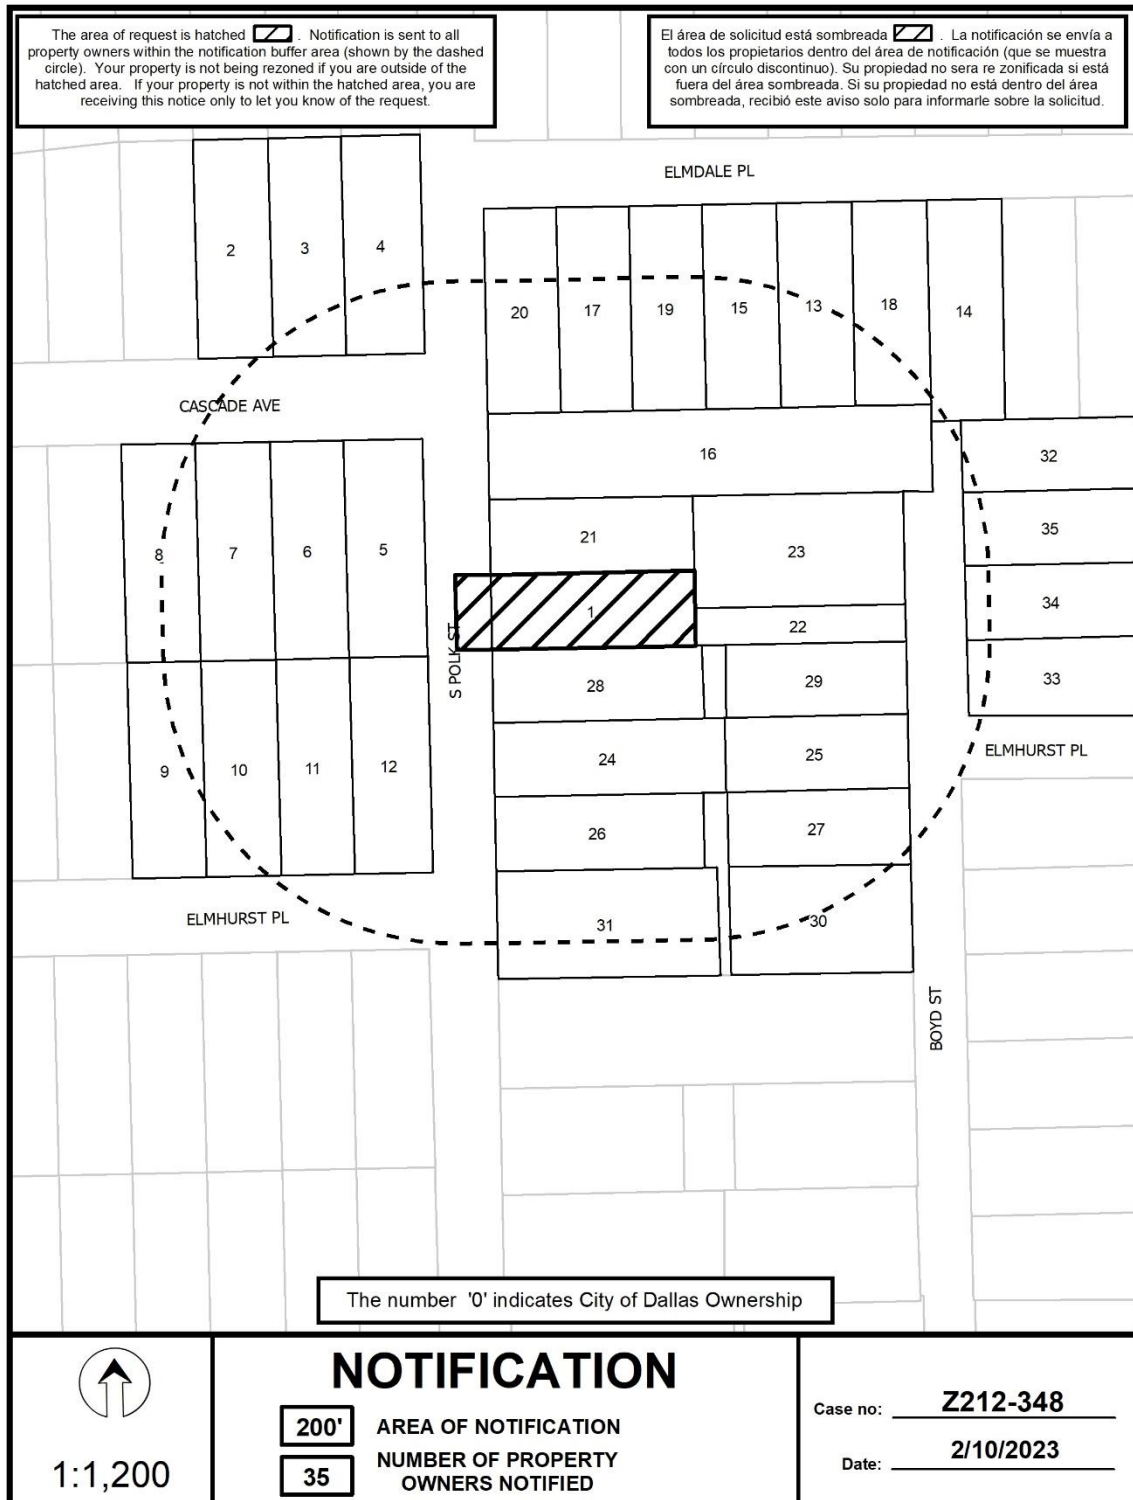 The area of request is hatched . Notification is sent to all
property owners within the notification buffer area (shown by the dashed
circle). Your property is not being rezoned if you are outside of the
hatched area. If your property is not within the hatched area, you are
receiving this notice only to let you know of the request.
El área de solicitud está sombreada . La notificación se envía a
todos los propietarios dentro del área de notificación (que se muestra
con un círculo discontinuo). Su propiedad no sera re zonificada si está
fuera del área sombreada. Si su propiedad no está dentro del área
sombreada, recibió este aviso solo para informarle sobre la solicitud.
ELMDALE PL
2
3
4
20
17
19
15
13
18
14
CASCADE AVE
16
32
8
7
6
5
21
23
35
1
22
34
S POLK ST
28
29
33
9
10
11
12
24
25
ELMHURST PL
26
27
ELMHURST PL
31
30
BOYD ST
The number '0' indicates City of Dallas Ownership
1:1,200
NOTIFICATION
200'
AREA OF NOTIFICATION
35
NUMBER OF PROPERTY
OWNERS NOTIFIED
Case no: Z212-348
Date: 2/10/2023